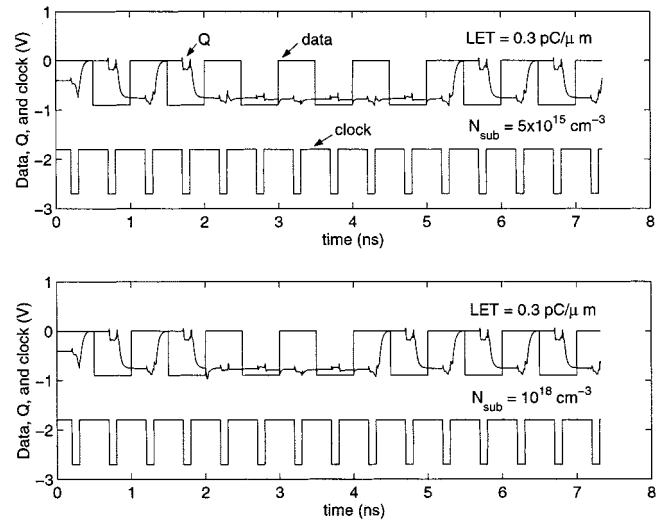 Q
data
LET = 0.3 pC/μ m
1
0
−1
−2
−3
Data, Q, and clock (V)
N_sub = 5x10^15 cm^−3
clock
0 1 2 3 4 5 6 7 8
time (ns)
LET = 0.3 pC/μ m
1
0
−1
−2
−3
Data, Q, and clock (V)
N_sub = 10^18 cm^−3
0 1 2 3 4 5 6 7 8
time (ns)